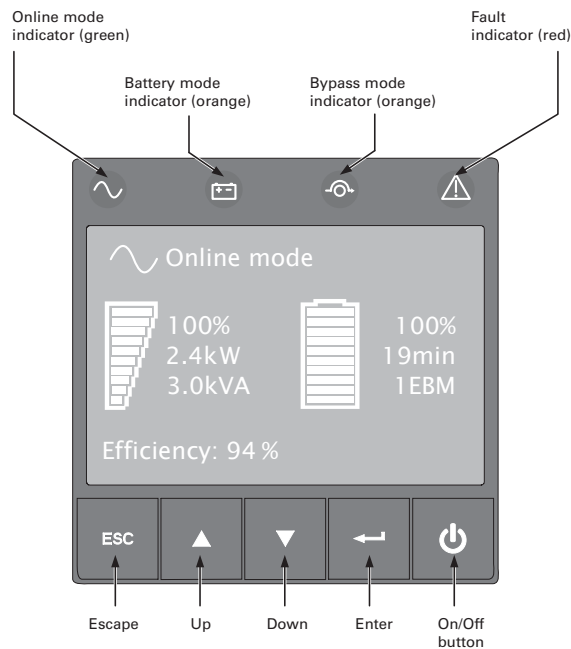 Online mode
indicator (green)
Fault
indicator (red)
Battery mode
indicator (orange)
Bypass mode
indicator (orange)
Online mode
100%
2.4kW
3.0kVA
100%
19min
1EBM
Efficiency: 94 %
ESC
Escape
Up
Down
Enter
On/Off
button